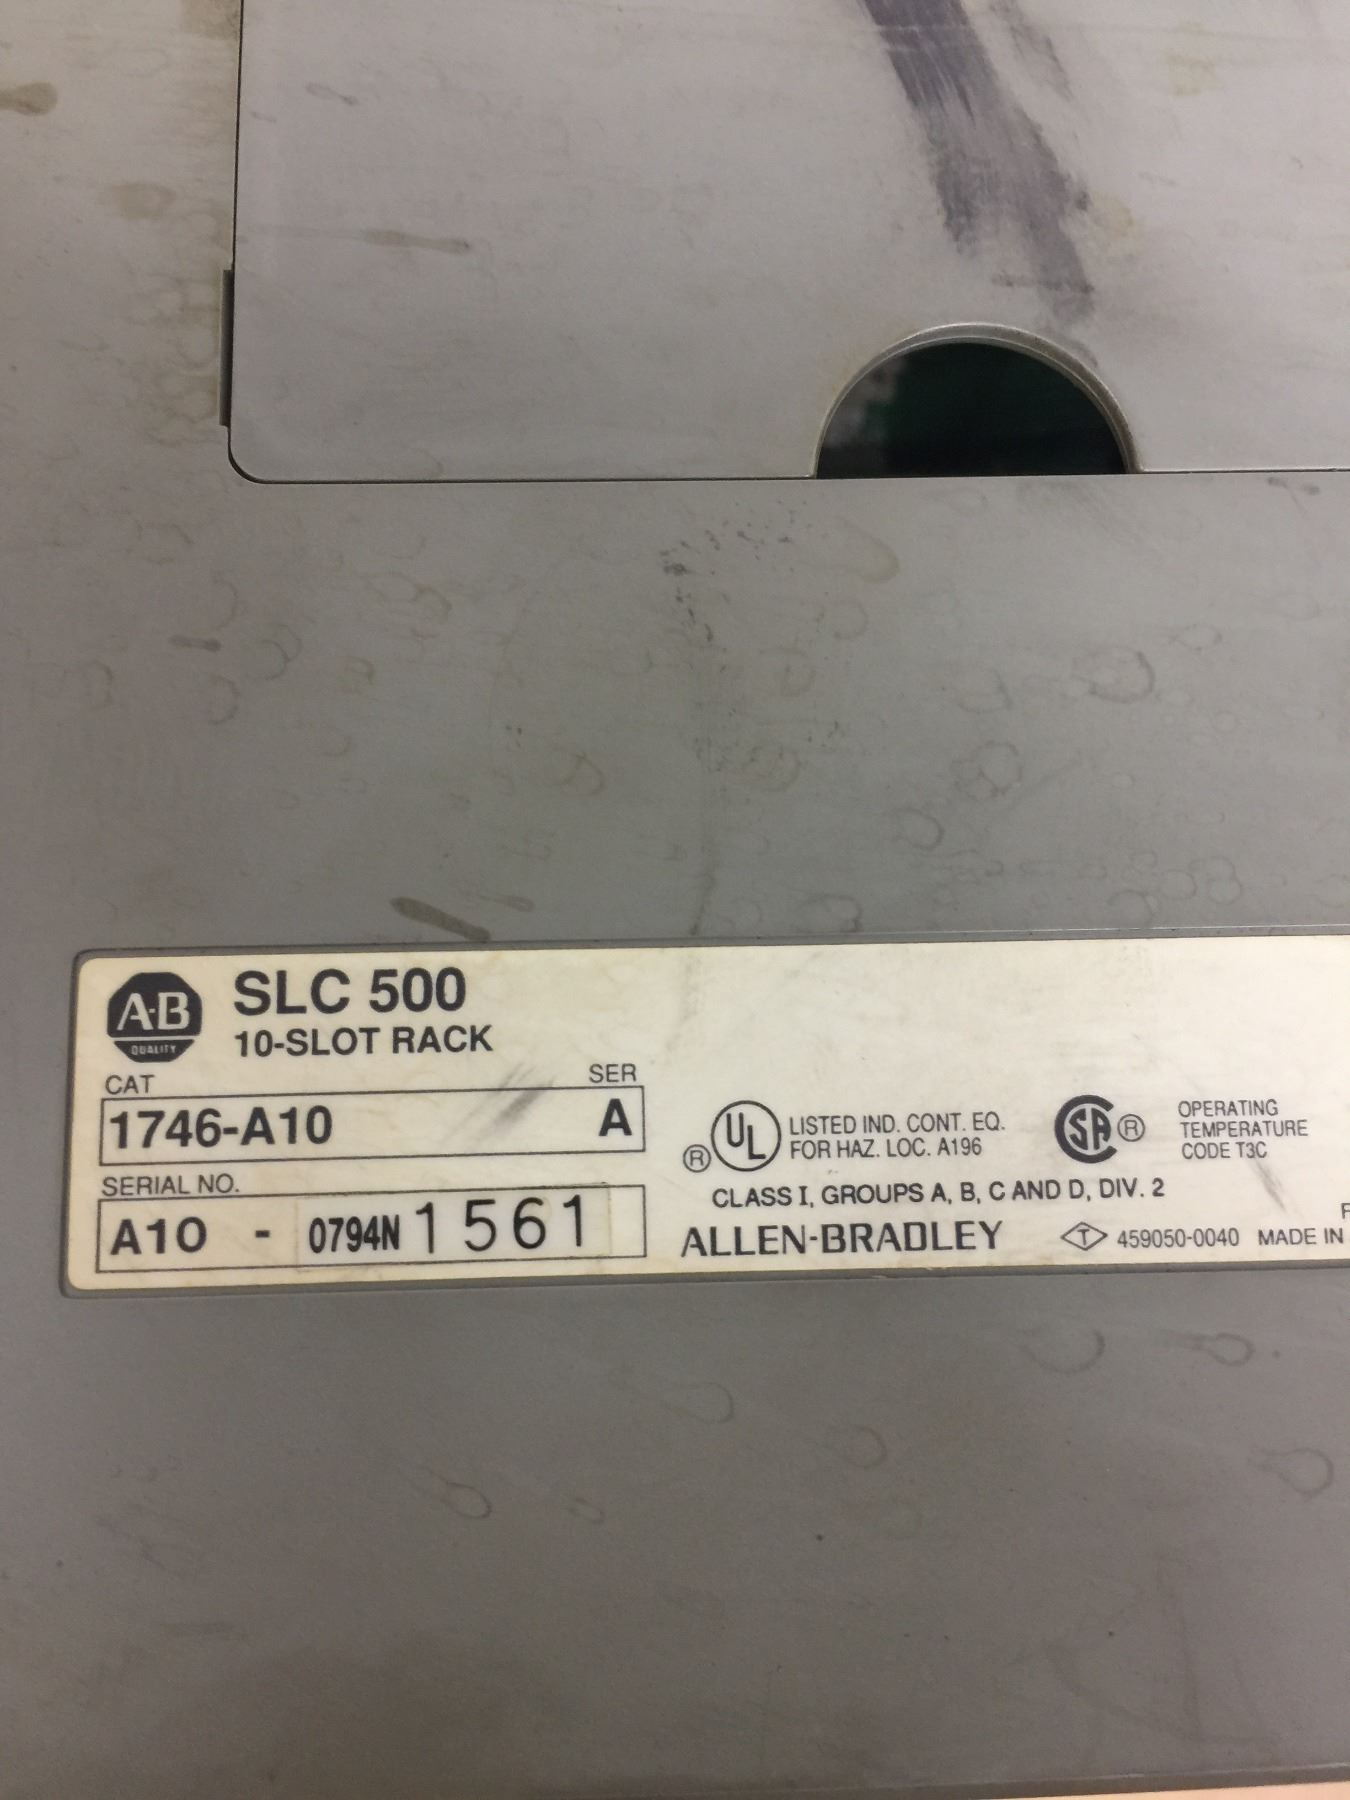 A·B
QUALITY
SLC 500
10-SLOT RACK
CAT
SER
1746-A10
A
SERIAL NO.
A10 - 0794N 1561
® UL LISTED IND. CONT. EQ.
FOR HAZ. LOC. A196
SA ®
OPERATING
TEMPERATURE
CODE T3C
CLASS I, GROUPS A, B, C AND D, DIV. 2
ALLEN-BRADLEY
T 459050-0040 MADE IN